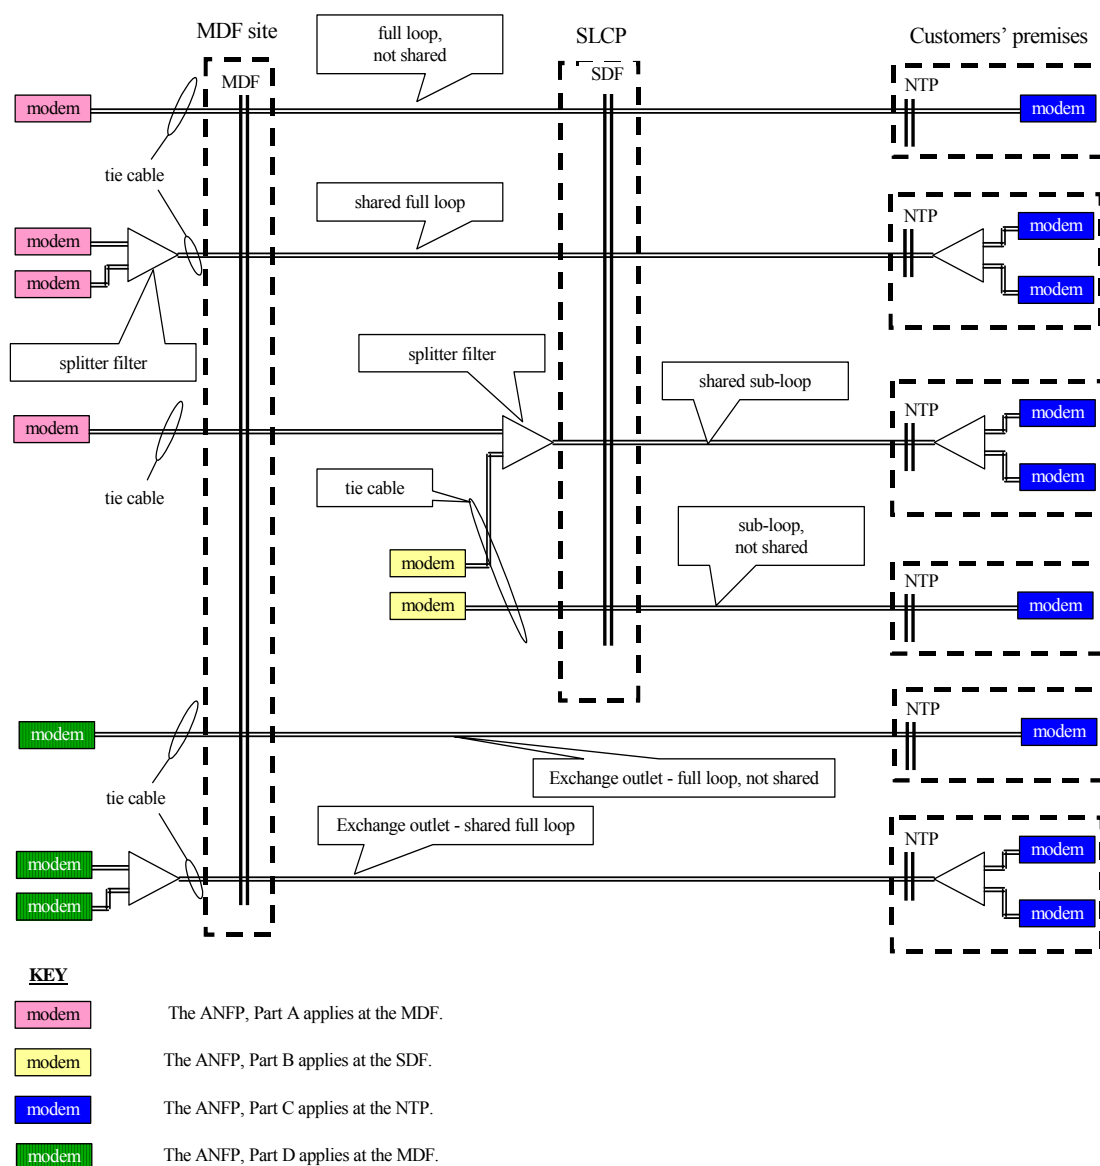 MDF site
full loop,
not shared
SLCP
Customers’ premises
MDF
SDF
NTP
modem
modem
tie cable
shared full loop
NTP
modem
modem
modem
modem
splitter filter
splitter filter
shared sub-loop
NTP
modem
modem
modem
tie cable
tie cable
sub-loop,
not shared
modem
NTP
modem
modem
NTP
modem
modem
Exchange outlet - full loop, not shared
tie cable
Exchange outlet - shared full loop
NTP
modem
modem
modem
modem
KEY
modem The ANFP, Part A applies at the MDF.
modem The ANFP, Part B applies at the SDF.
modem The ANFP, Part C applies at the NTP.
modem The ANFP, Part D applies at the MDF.